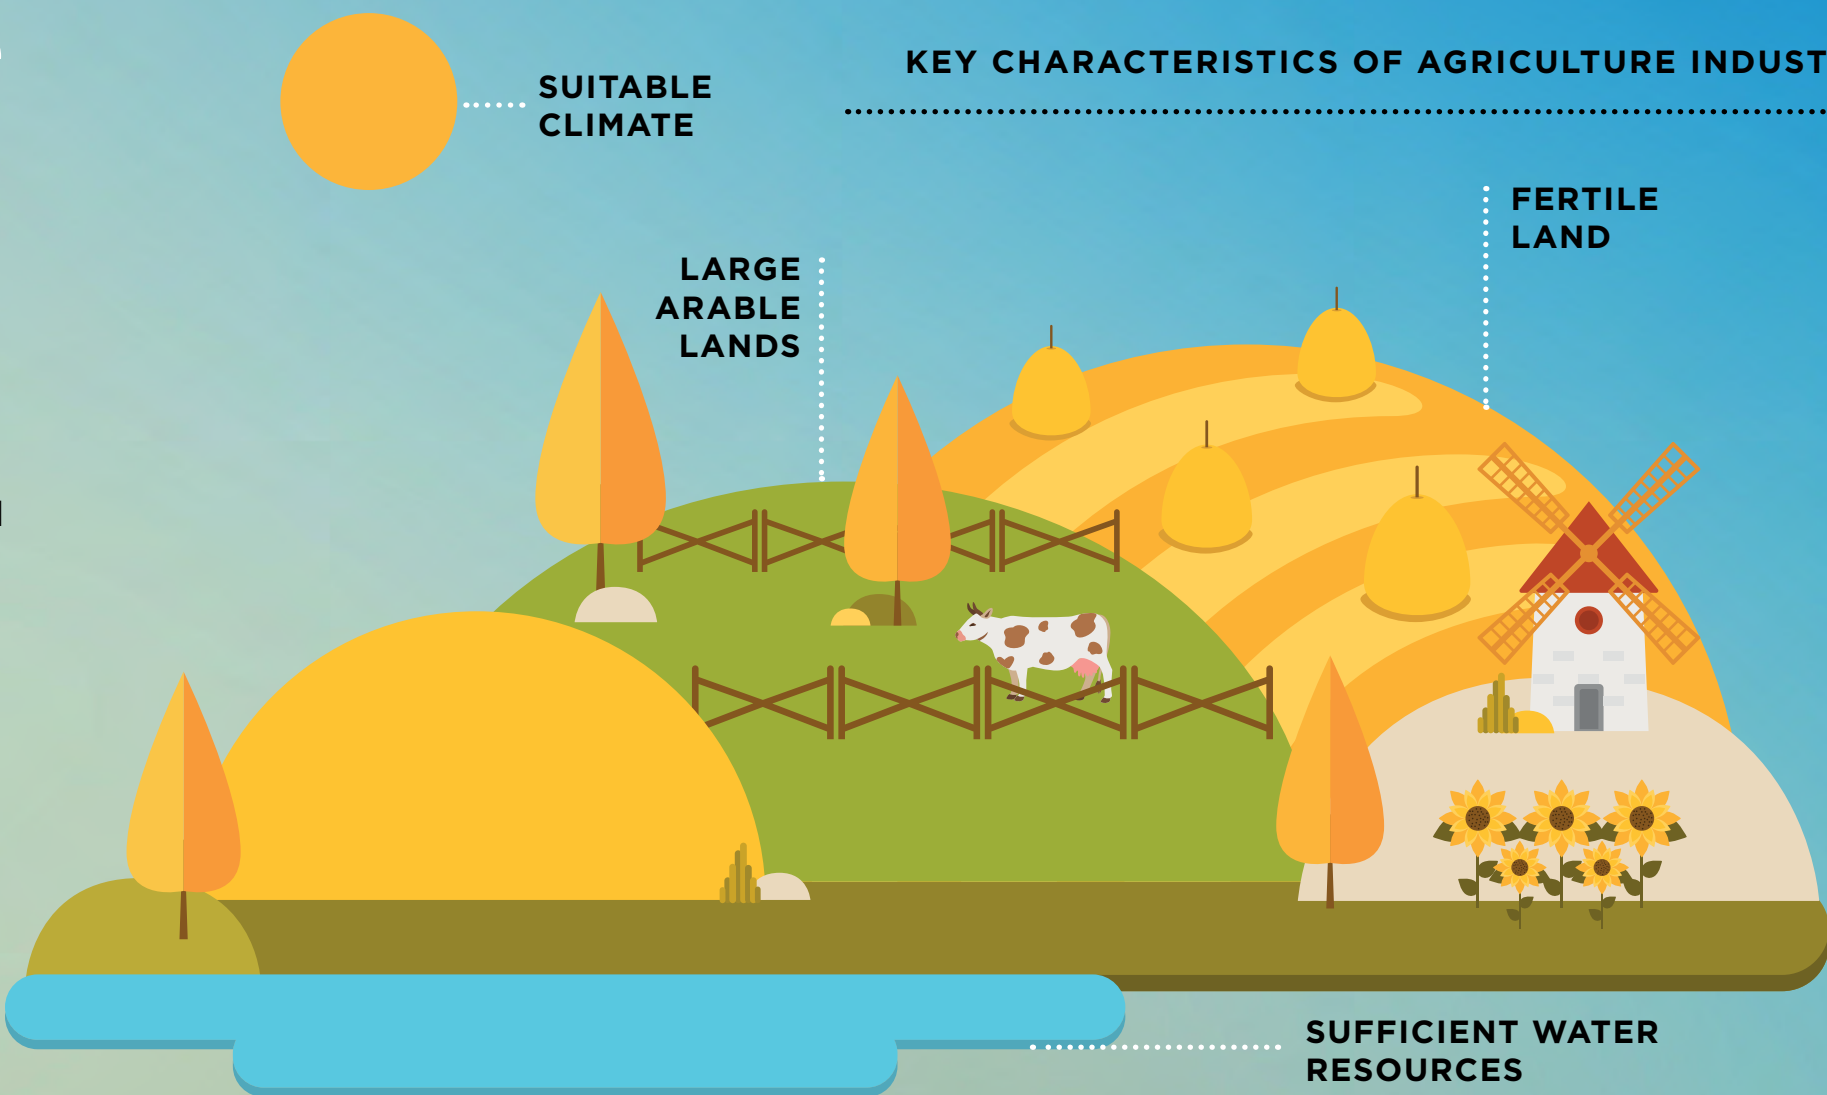 KEY CHARACTERISTICS OF AGRICULTURE INDUST
SUITABLE
CLIMATE
FERTILE
LAND
LARGE
ARABLE
LANDS
SUFFICIENT WATER
RESOURCES